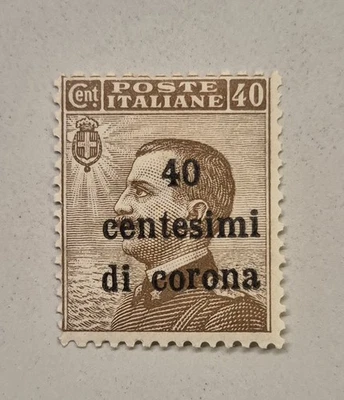 Cent POSTE ITALIANE 40
40
centesimi
di corona